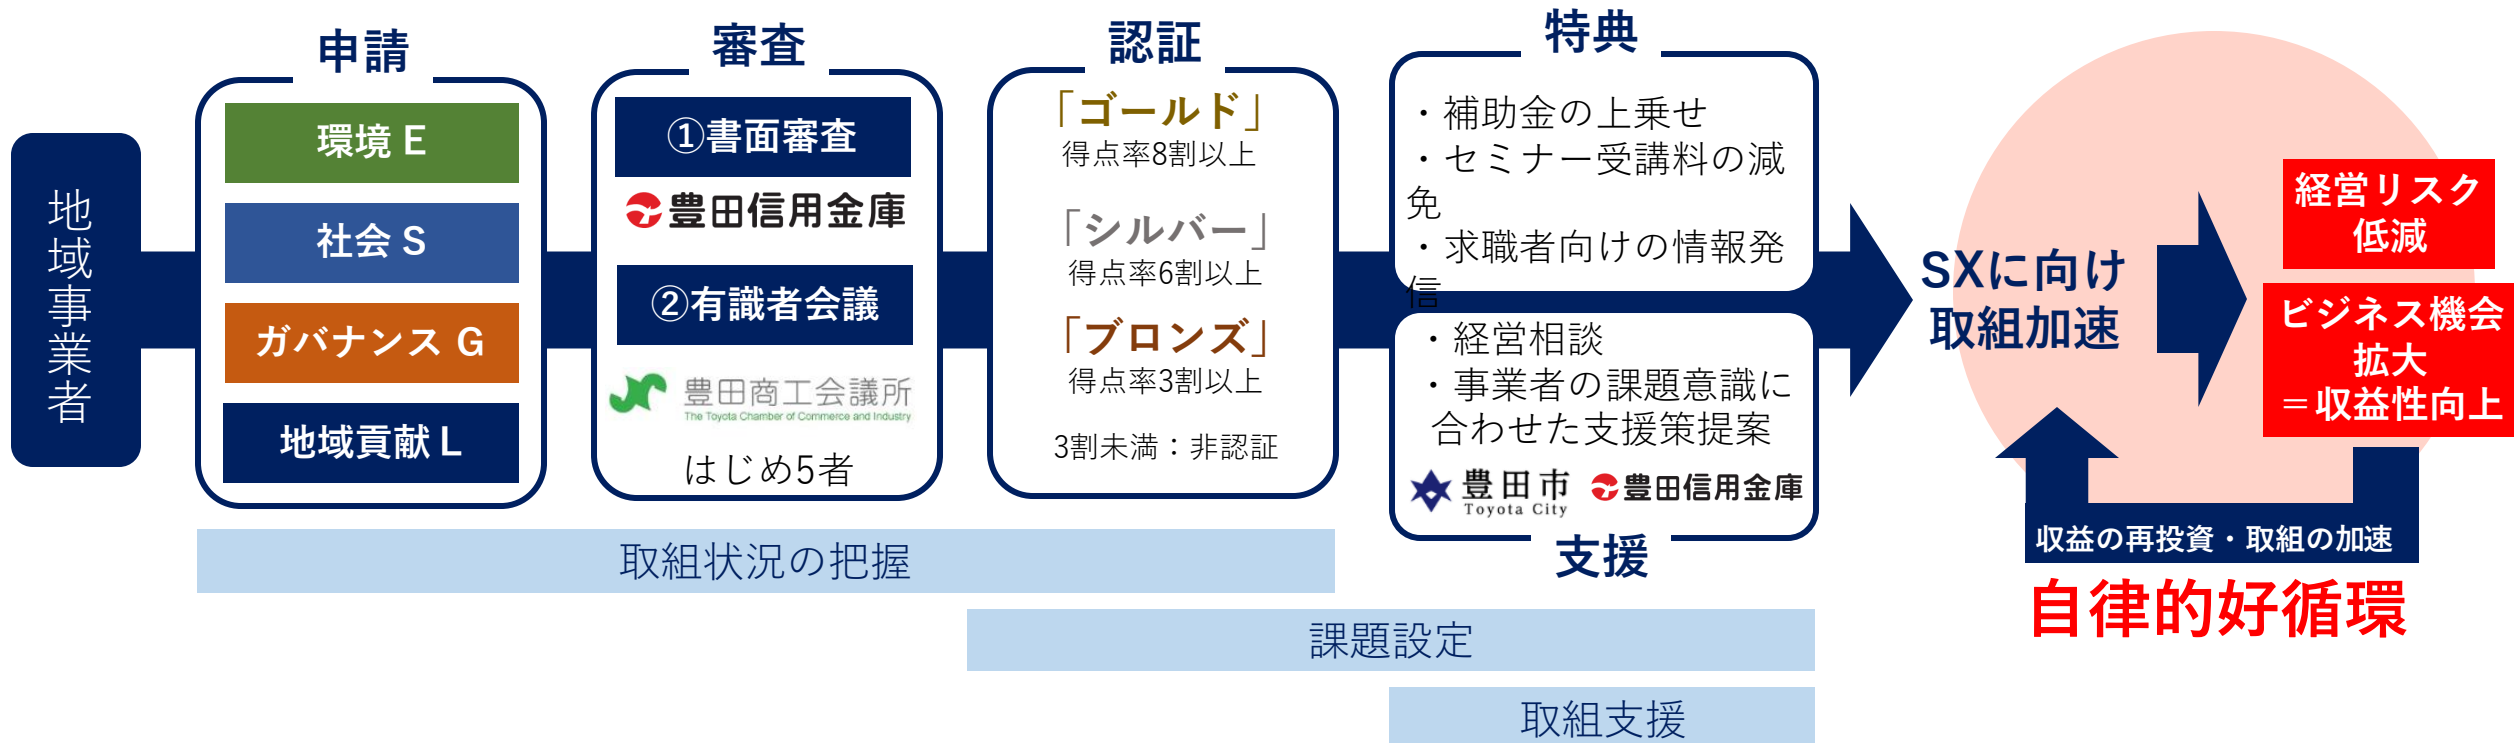 地域事業者
申請
環境 E
社会 S
ガバナンス G
地域貢献 L
審査
①書面審査
豊田信用金庫
②有識者会議
豊田商工会議所
The Toyota Chamber of Commerce and Industry
はじめ5者
認証
「ゴールド」
得点率8割以上
「シルバー」
得点率6割以上
「ブロンズ」
得点率3割以上
3割未満：非認証
特典
・補助金の上乗せ
・セミナー受講料の減
免
・求職者向けの情報発
信
・経営相談
・事業者の課題意識に
合わせた支援策提案
豊田市
Toyota City
豊田信用金庫
支援
SXに向け
取組加速
経営リスク
低減
ビジネス機会
拡大
＝収益性向上
収益の再投資・取組の加速
自律的好循環
取組状況の把握
課題設定
取組支援